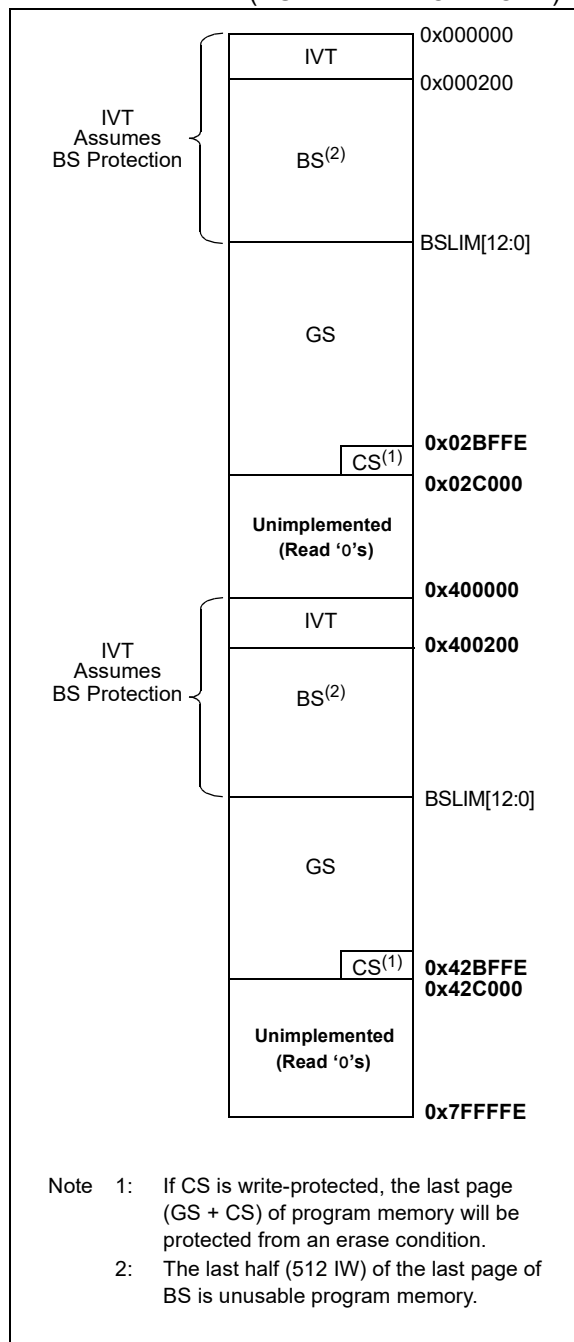 0x000000
IVT
0x000200
IVT
Assumes
BS Protection
BS(2)
BSLIM[12:0]
GS
0x02BFFE
CS(1)
0x02C000
Unimplemented
(Read ‘0’s)
0x400000
IVT
0x400200
IVT
Assumes
BS Protection
BS(2)
BSLIM[12:0]
GS
CS(1) 0x42BFFE
0x42C000
Unimplemented
(Read ‘0’s)
0x7FFFFE
Note 1: If CS is write-protected, the last page
(GS + CS) of program memory will be
protected from an erase condition.
2: The last half (512 IW) of the last page of
BS is unusable program memory.